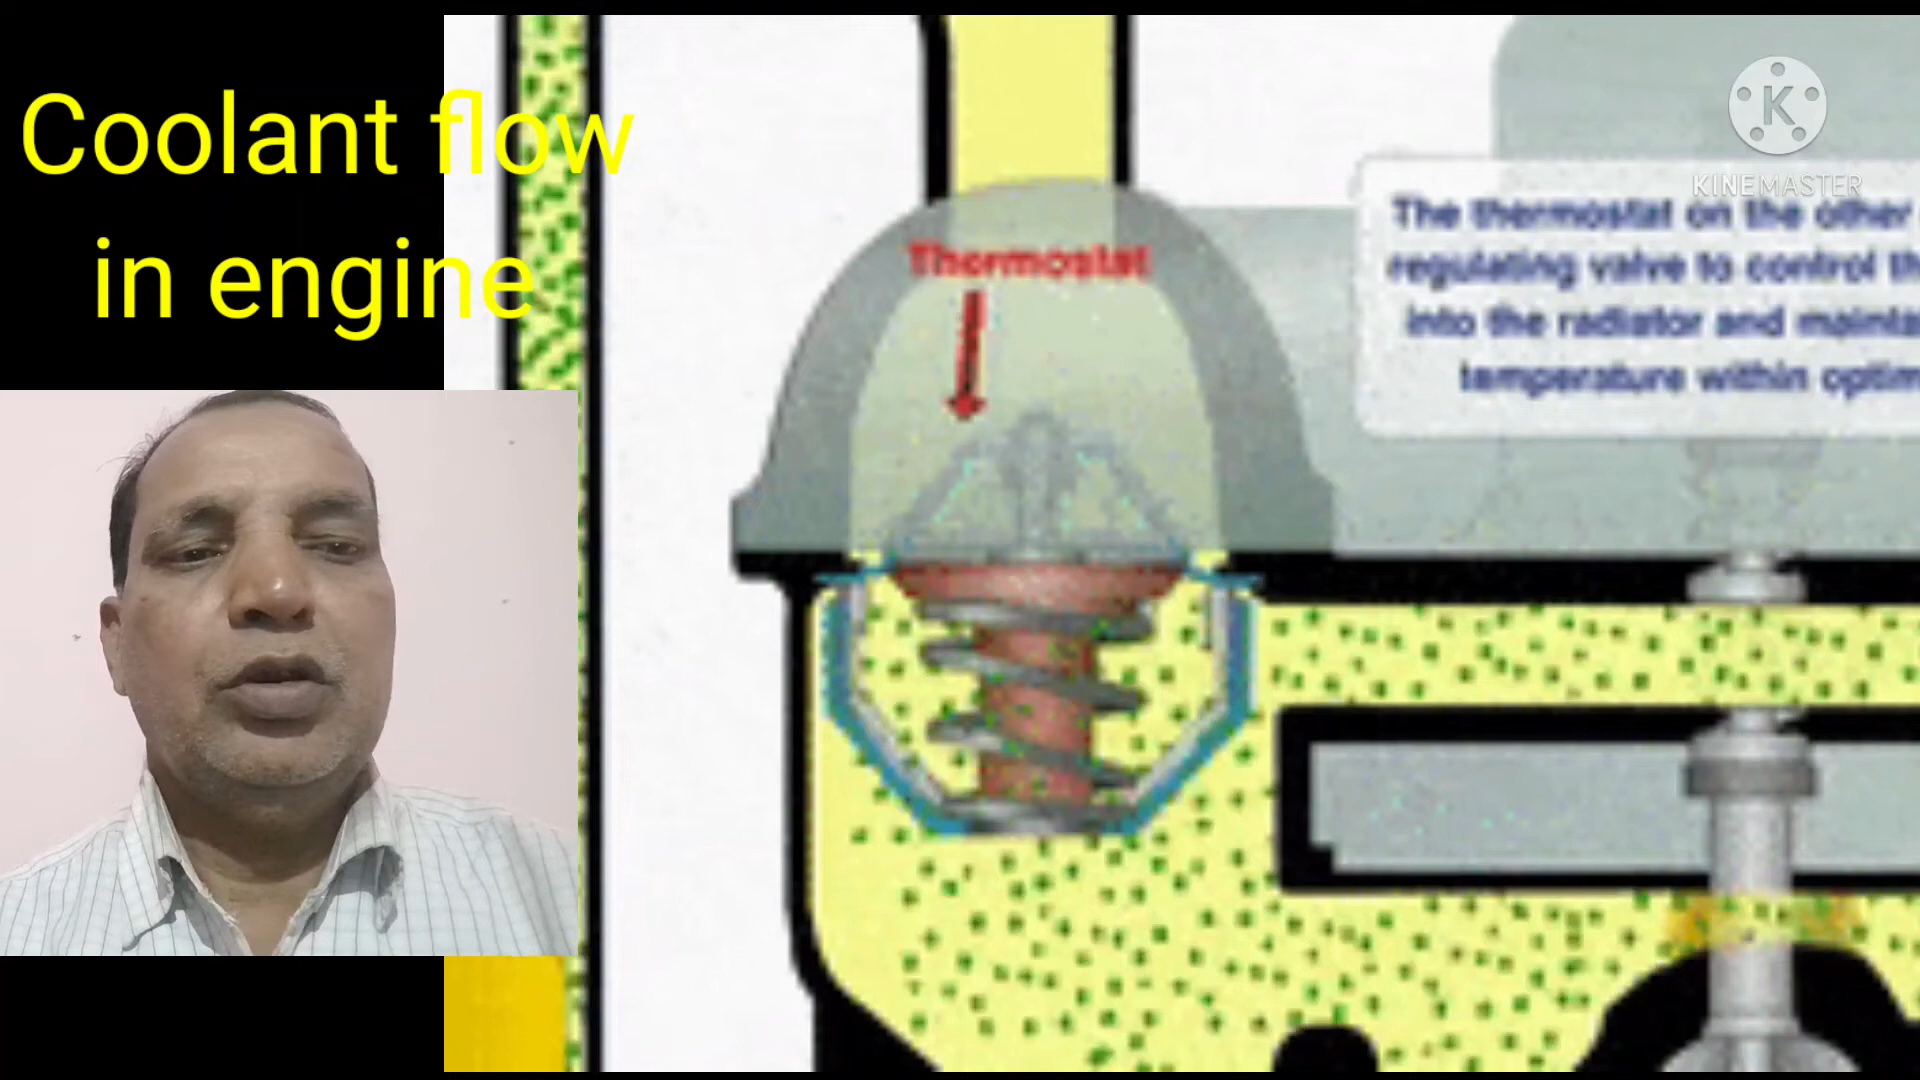 Coolant flow
in engine
Thermostat
The thermostat on the other
regulating valve to control
into the radiator and
temperature within
K
KINEMASTER